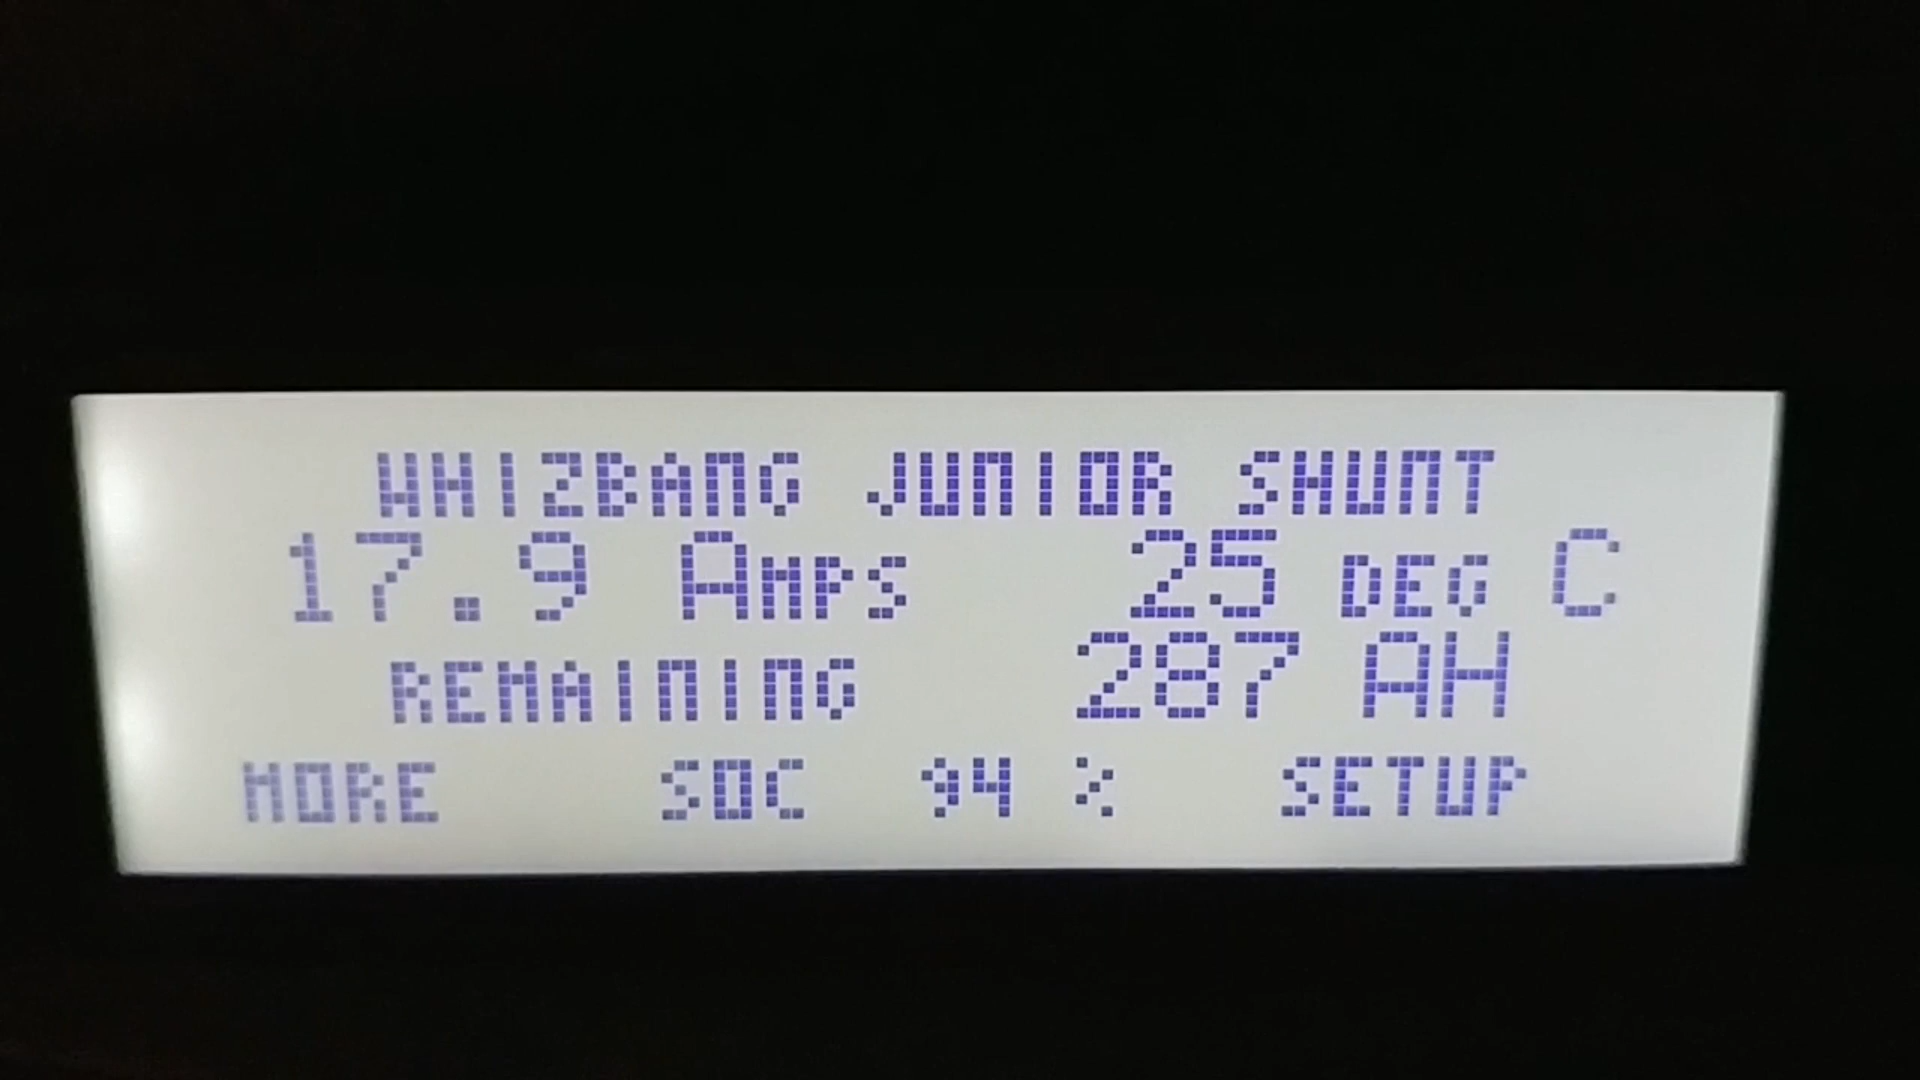 WHIZBANG JUNIOR SHUNT
17.9 AMPS 25 DEG C
REMAINING 287 AH
MORE SOC 94 % SETUP